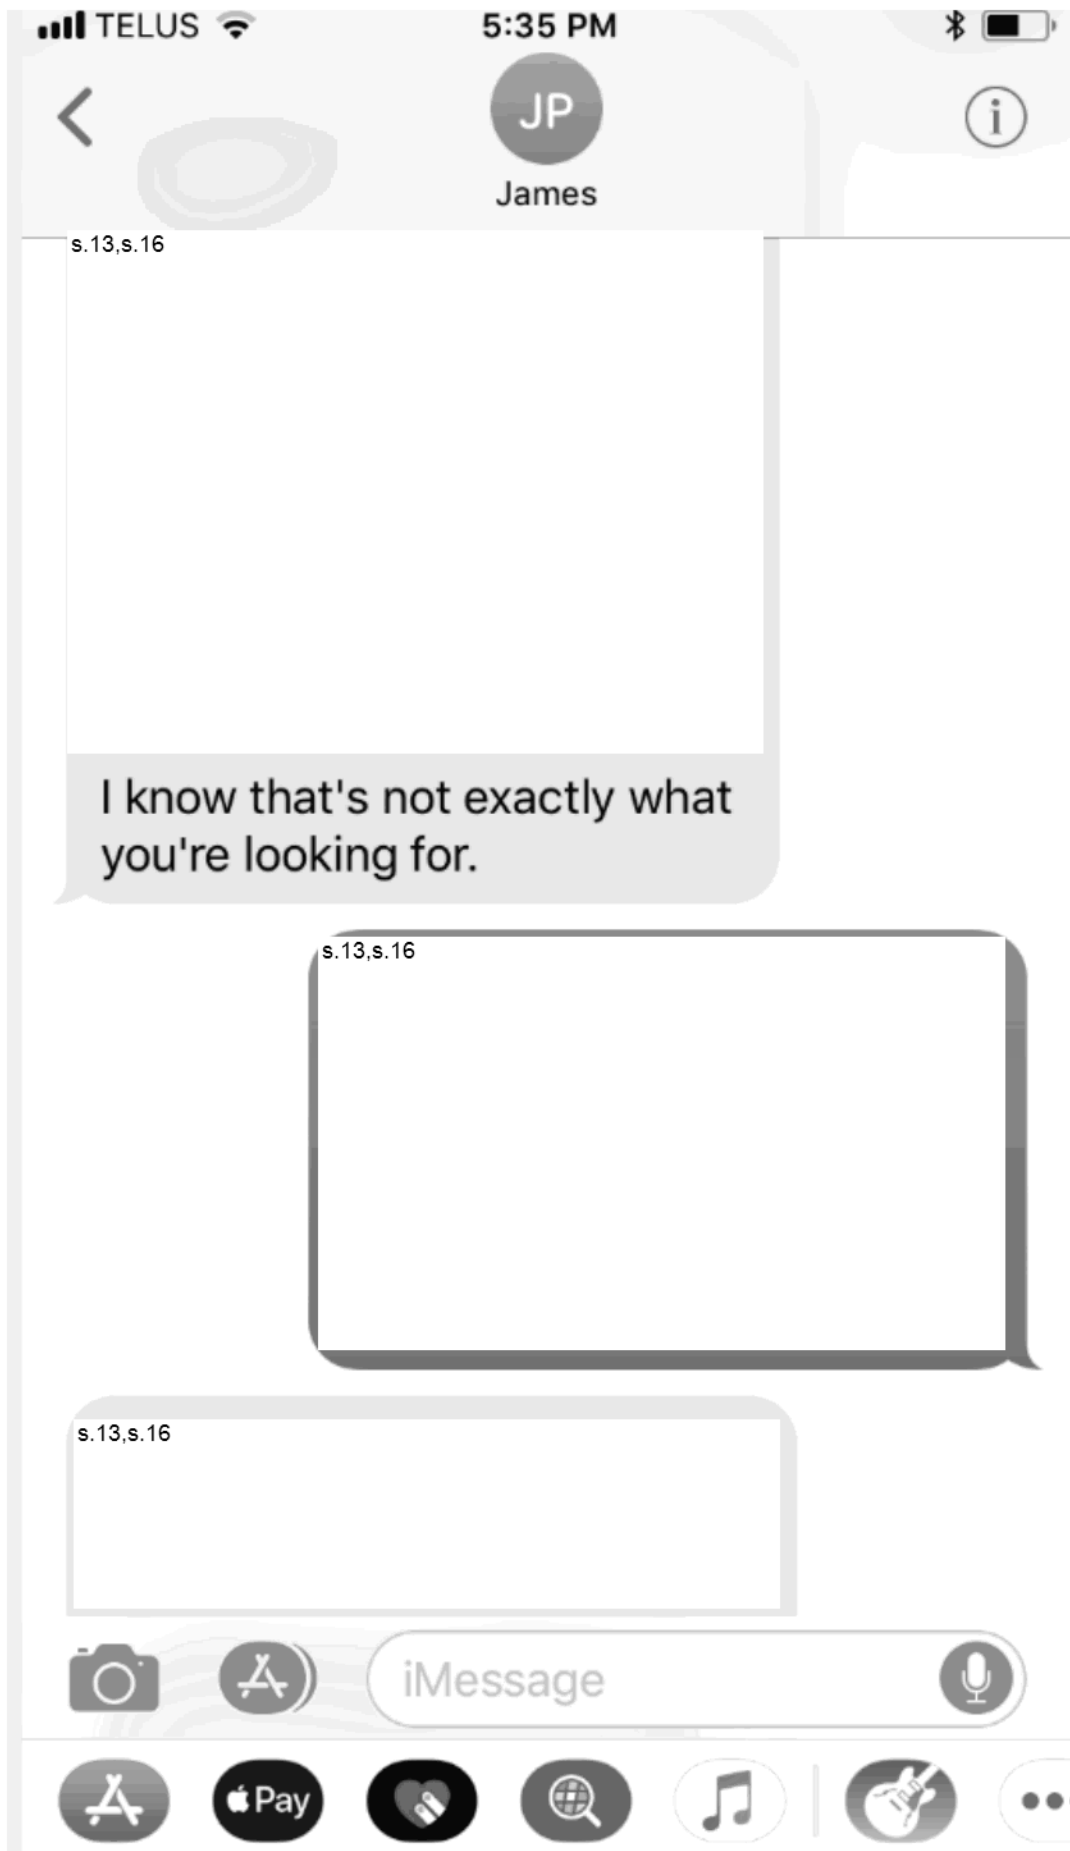 TELUS 5:35 PM
JP
James
s.13,s.16
I know that's not exactly what
you're looking for.
s.13,s.16
s.13,s.16
iMessage
Pay